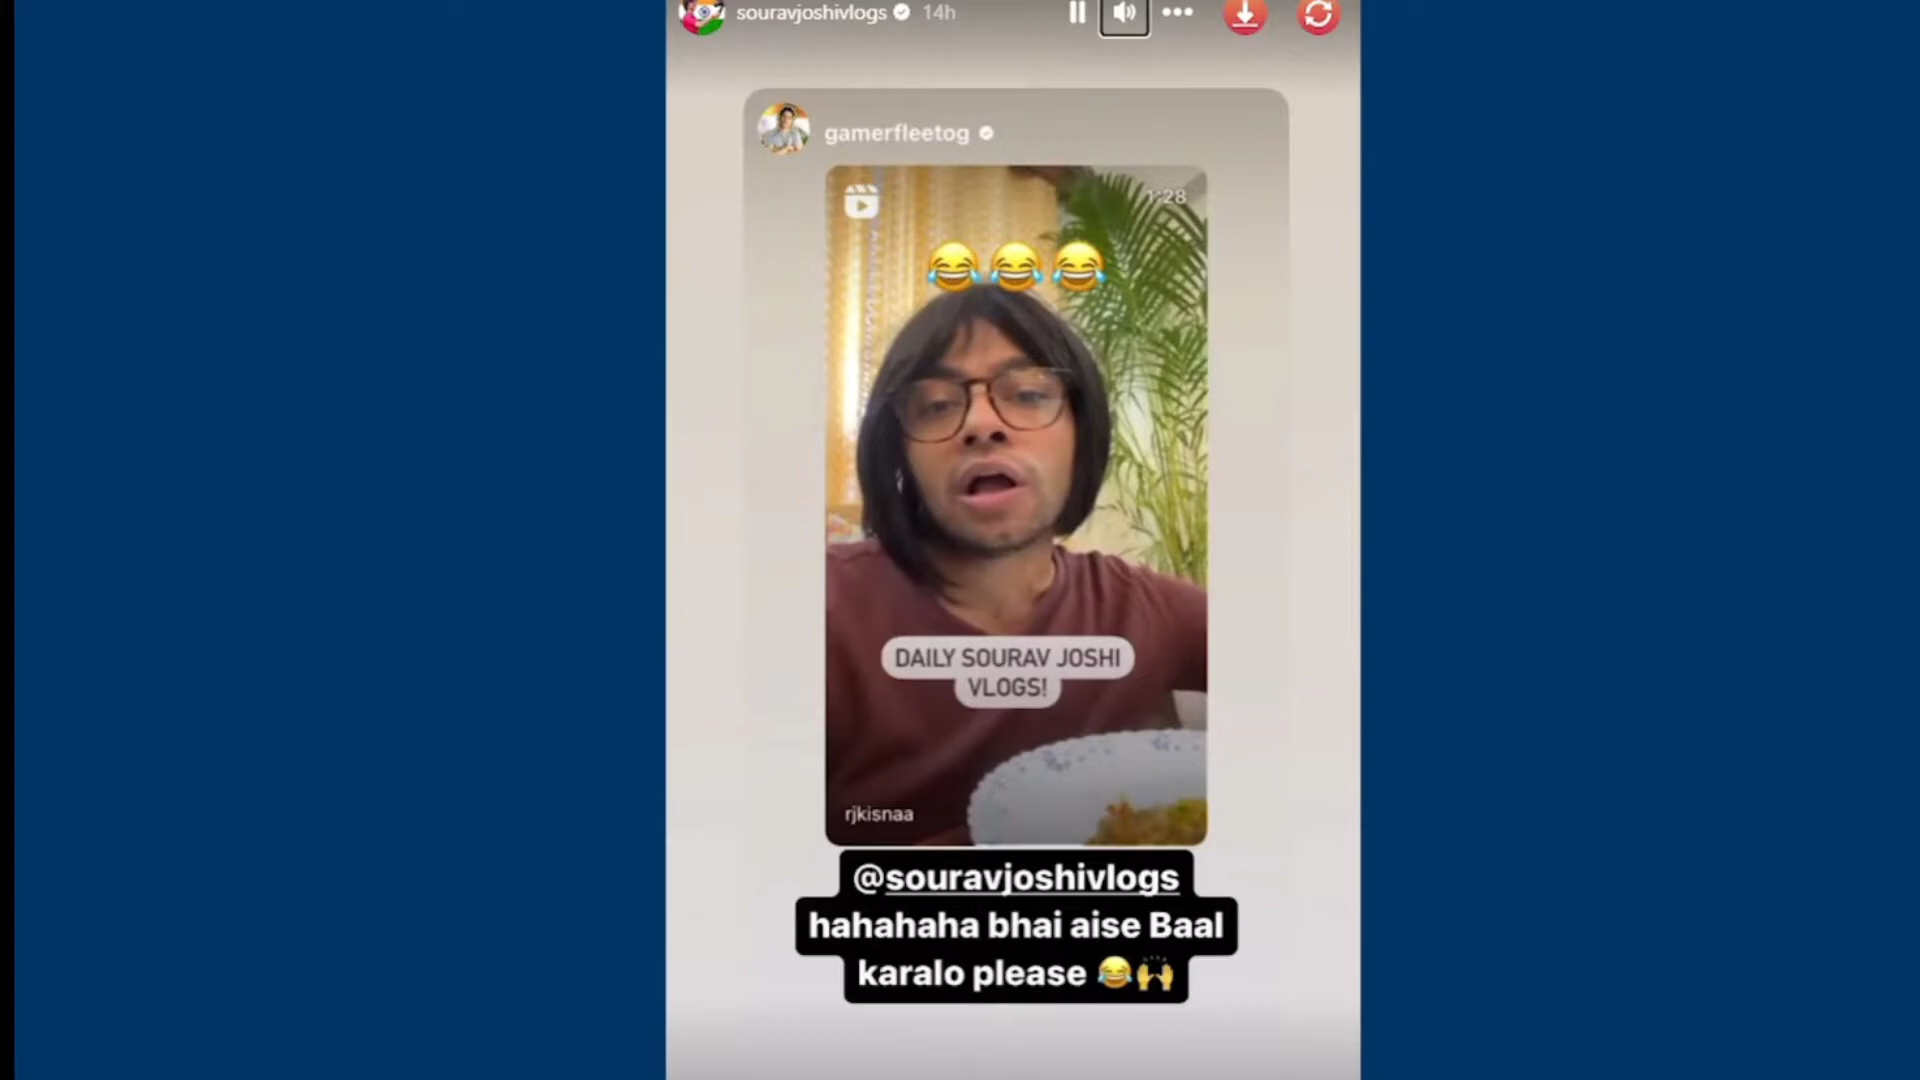 souravjoshivlogs 14h
gamerfleetog
1:28
😂😂😂
DAILY SOURAV JOSHI
VLOGS!
rjkisnaa
@souravjoshivlogs
hahahaha bhai aise Baal
karalo please 😂🙌